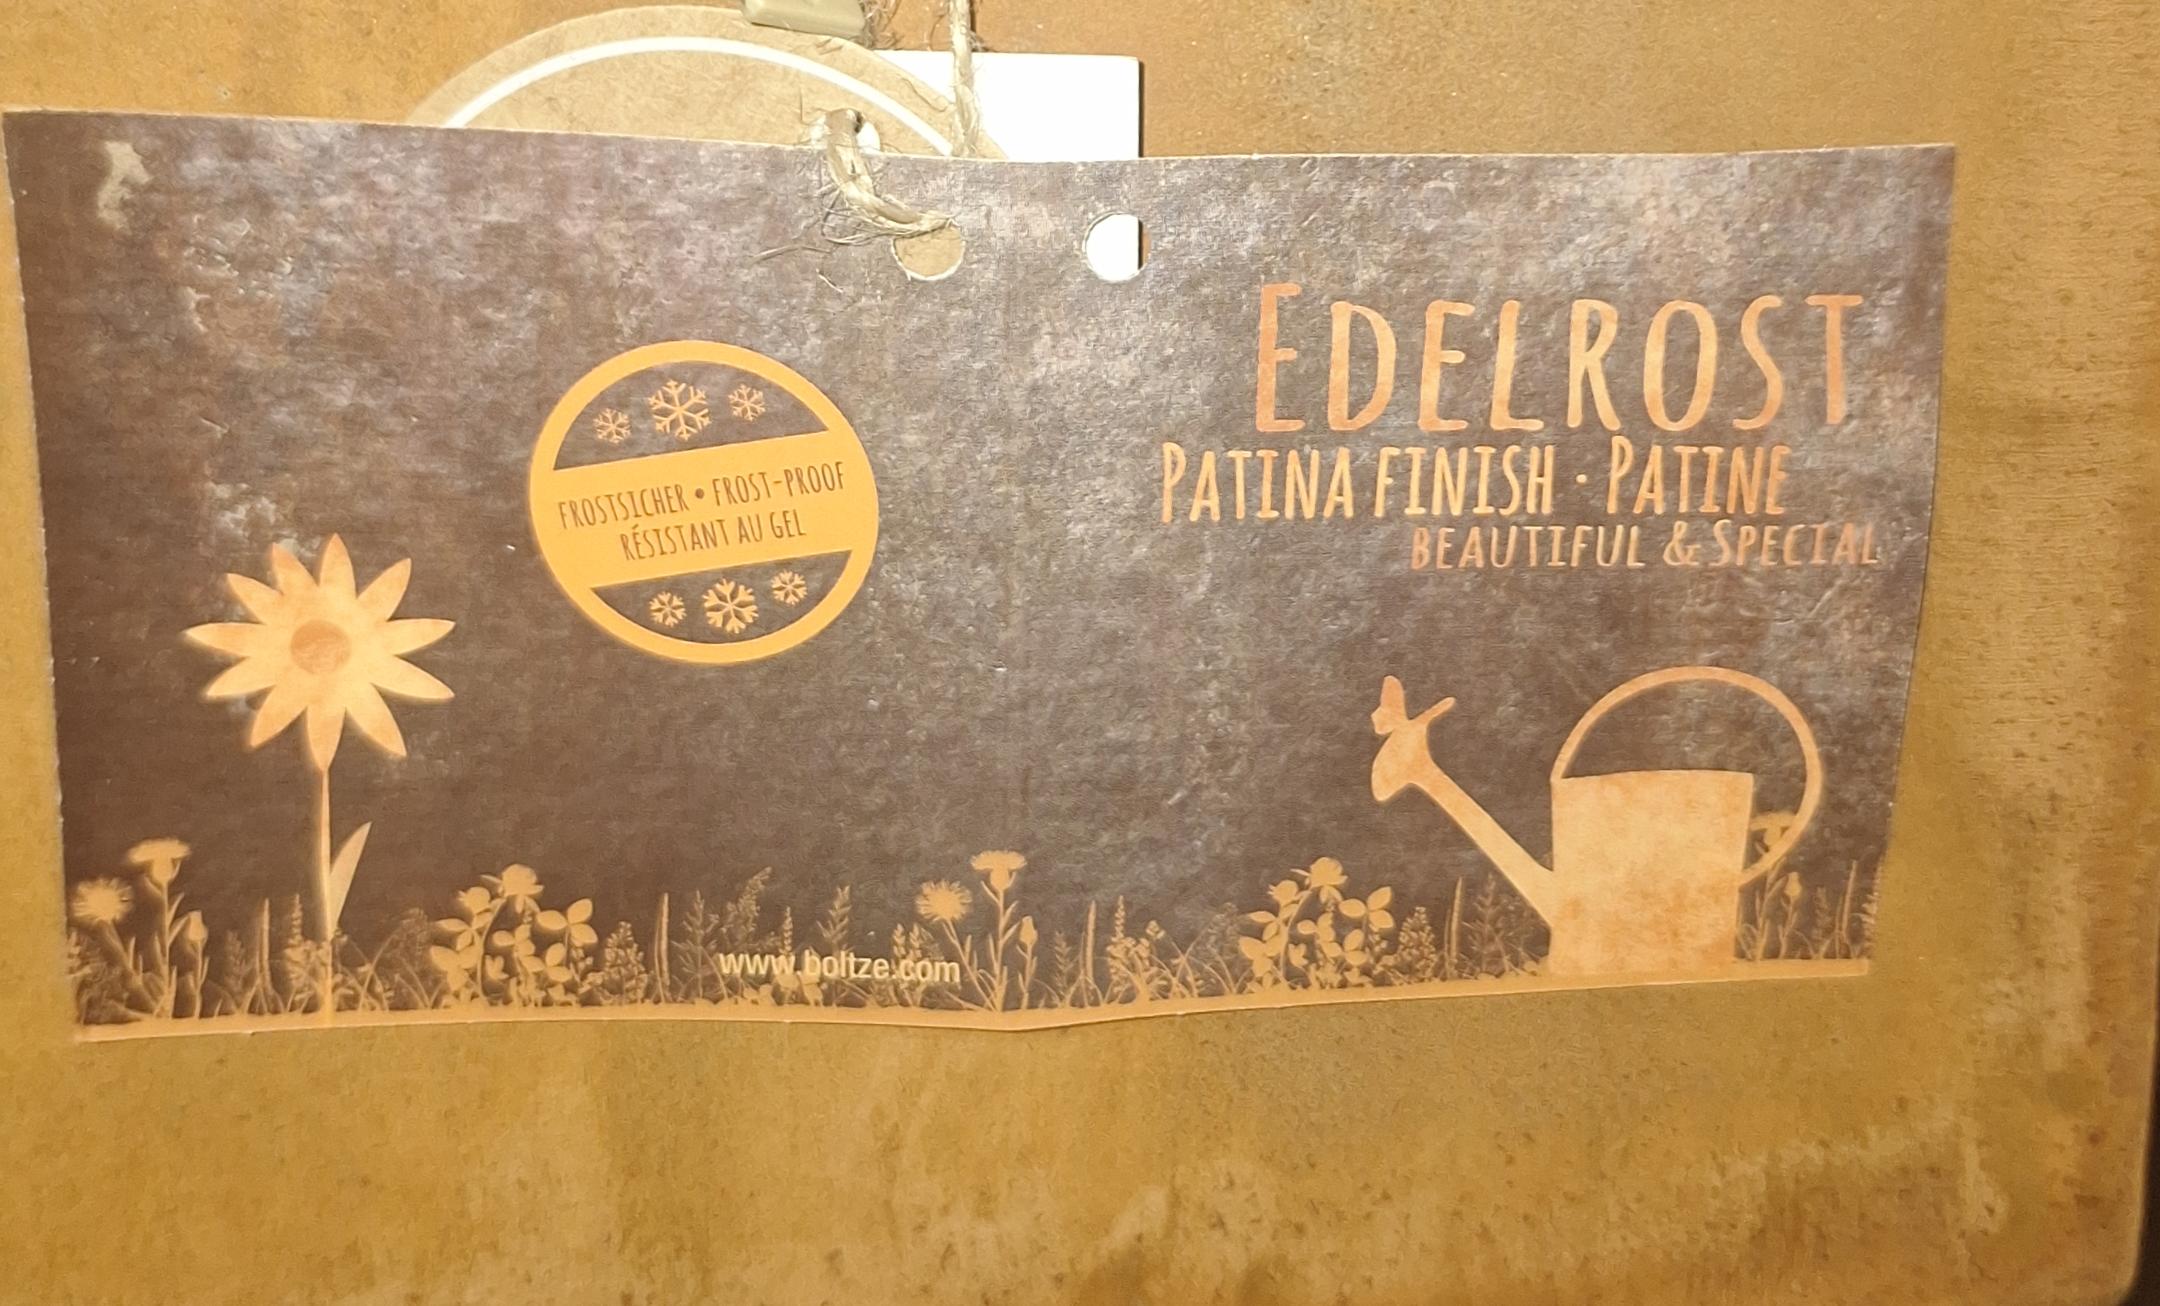 EDELROST
PATINA FINISH · PATINE
BEAUTIFUL & SPECIAL
FROSTSICHER • FROST-PROOF
RÉSISTANT AU GEL
www.boltze.com